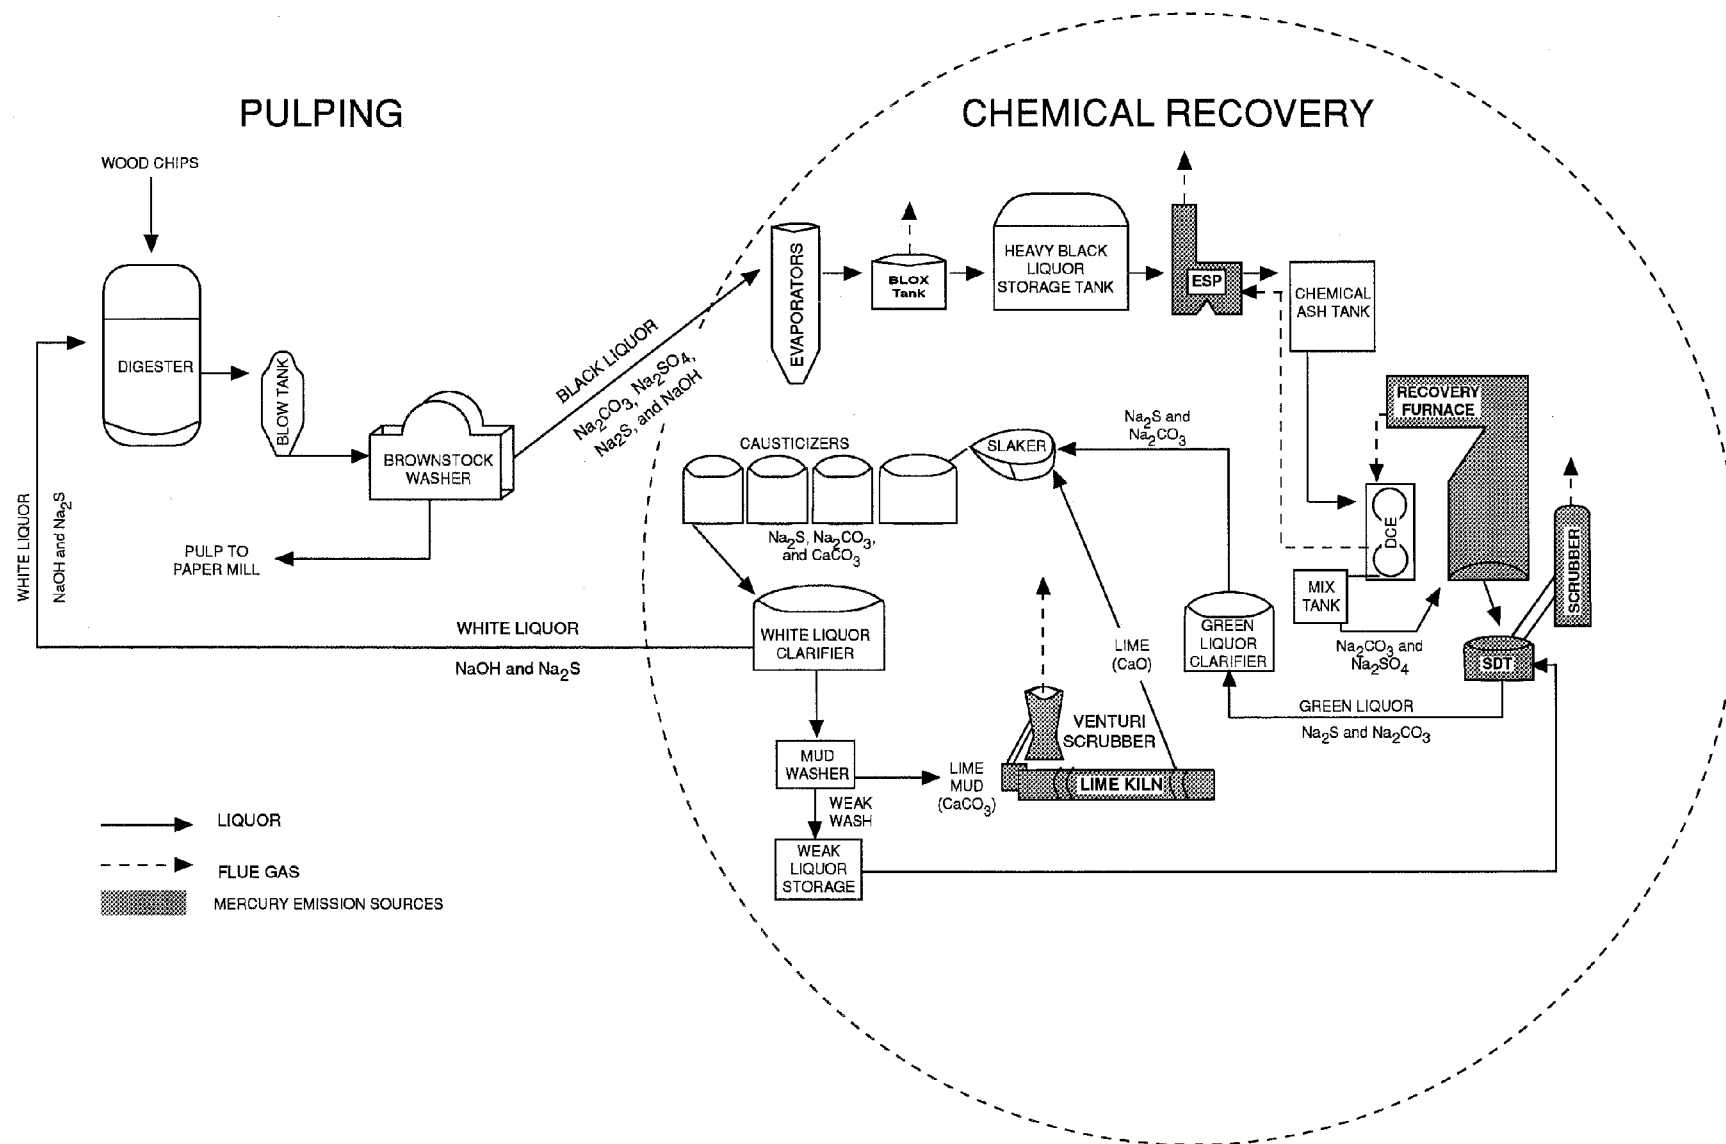 PULPING
CHEMICAL RECOVERY
WOOD CHIPS
DIGESTER
BLOW TANK
BROWNSTOCK
WASHER
PULP TO
PAPER MILL
WHITE LIQUOR
NaOH and Na2S
BLACK LIQUOR
Na2CO3, Na2SO4,
Na2S, and NaOH
EVAPORATORS
BLOX
Tank
HEAVY BLACK
LIQUOR
STORAGE TANK
ESP
CHEMICAL
ASH TANK
RECOVERY
FURNACE
DCE
MIX
TANK
Na2CO3 and
Na2SO4
SCRUBBER
SDT
GREEN LIQUOR
Na2S and Na2CO3
GREEN
LIQUOR
CLARIFIER
Na2S and
Na2CO3
SLAKER
CAUSTICIZERS
Na2S, Na2CO3,
and CaCO3
WHITE LIQUOR
CLARIFIER
WHITE LIQUOR
NaOH and Na2S
LIME
(CaO)
VENTURI
SCRUBBER
LIME KILN
MUD
WASHER
LIME
MUD
(CaCO3)
WEAK
WASH
WEAK
LIQUOR
STORAGE
LIQUOR
FLUE GAS
MERCURY EMISSION SOURCES